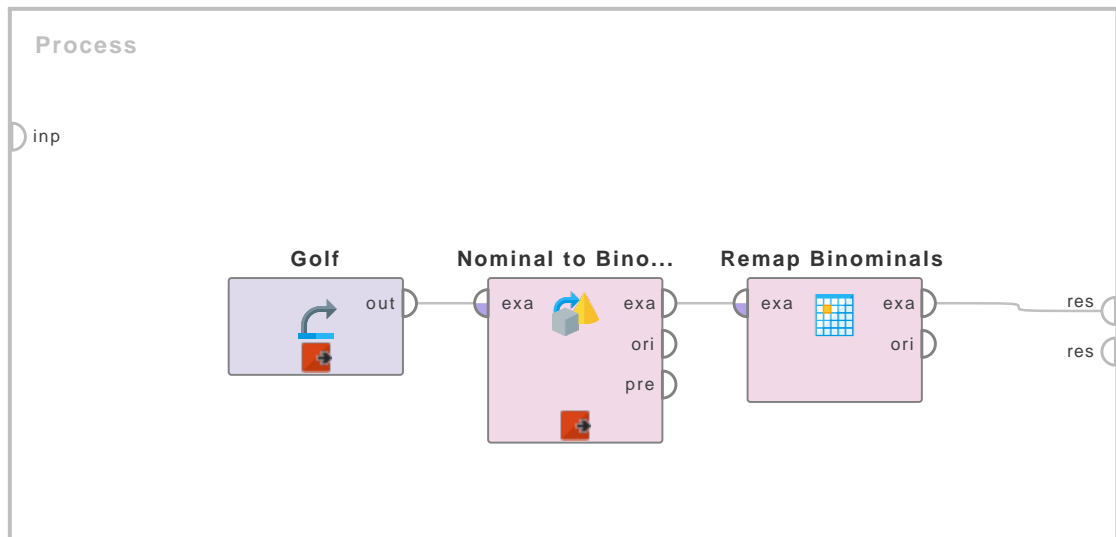 Process
inp
Golf
out
Nominal to Bino...
exa
exa
ori
pre
Remap Binominals
exa
exa
ori
res
res